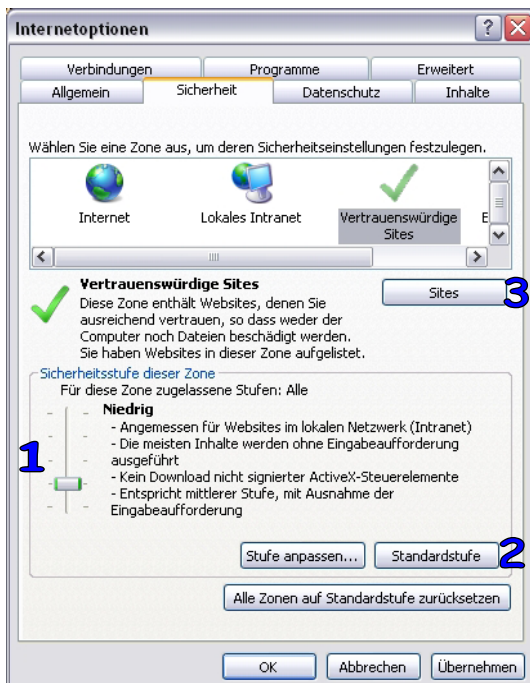 Internetoptionen
Verbindungen Programme Erweitert
Allgemein Sicherheit Datenschutz Inhalte
Wählen Sie eine Zone aus, um deren Sicherheitseinstellungen festzulegen.
Internet Lokales Intranet Vertrauenswürdige E
Sites
Vertrauenswürdige Sites
Diese Zone enthält Websites, denen Sie
ausreichend vertrauen, so dass weder der
Computer noch Dateien beschädigt werden.
Sie haben Websites in dieser Zone aufgelistet.
Sites 3
Sicherheitsstufe dieser Zone
Für diese Zone zugelassene Stufen: Alle
1
Niedrig
- Angemessen für Websites im lokalen Netzwerk (Intranet)
- Die meisten Inhalte werden ohne Eingabeaufforderung
ausgeführt
- Kein Download nicht signierter ActiveX-Steuerelemente
- Entspricht mittlerer Stufe, mit Ausnahme der
Eingabeaufforderung
Stufe anpassen... Standardstufe 2
Alle Zonen auf Standardstufe zurücksetzen
OK Abbrechen Übernehmen